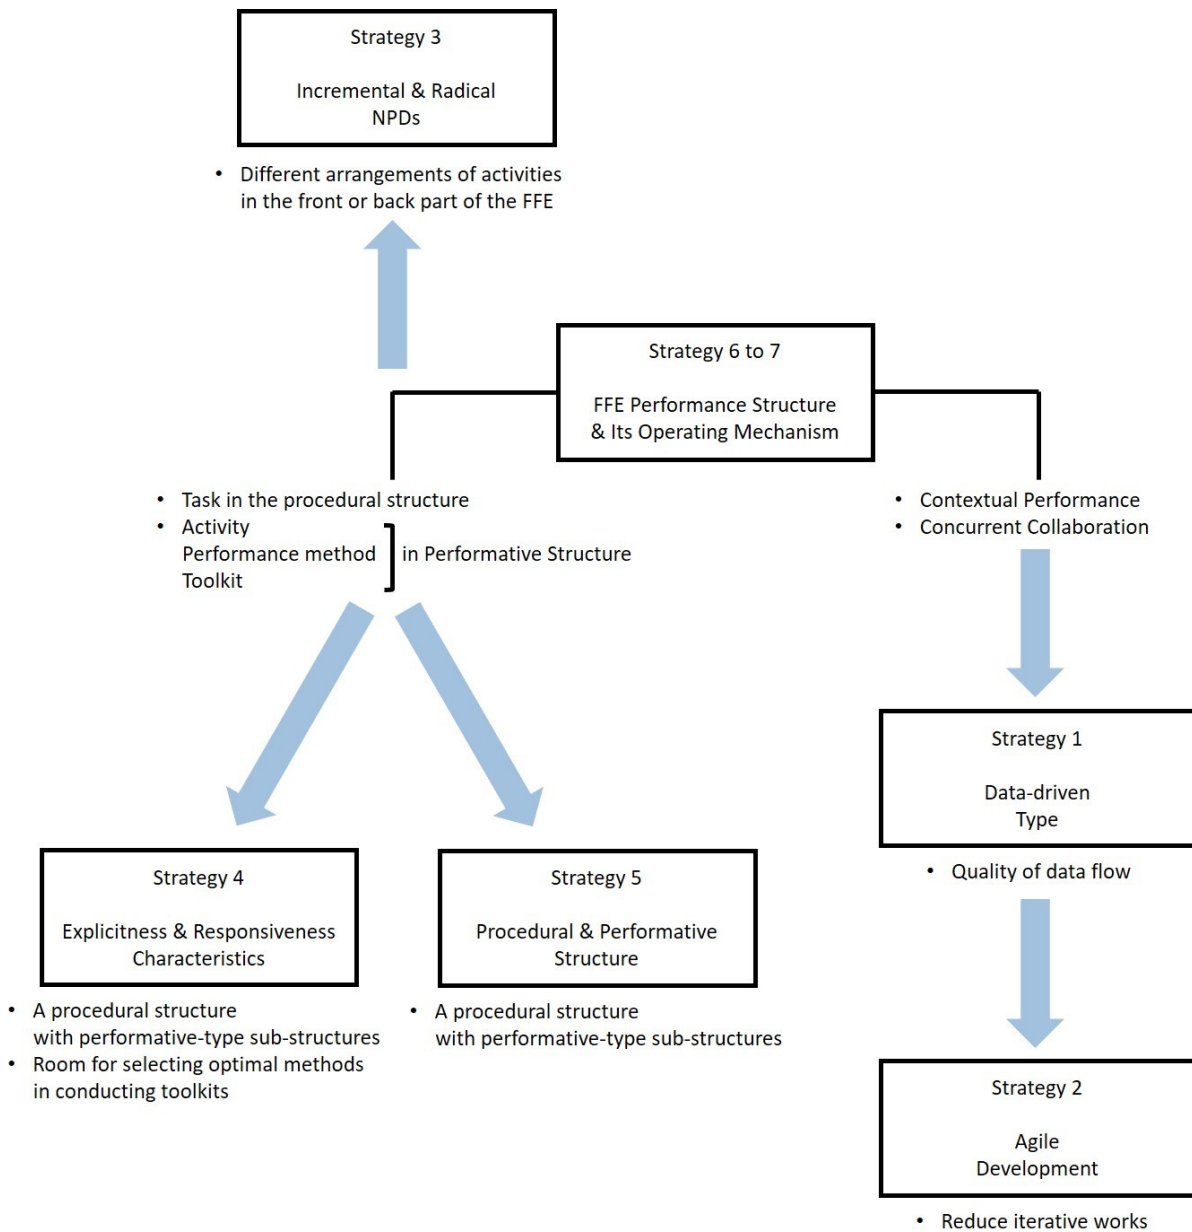 Strategy 3
Incremental & Radical
NPDs
• Different arrangements of activities
in the front or back part of the FFE
Strategy 6 to 7
FFE Performance Structure
& Its Operating Mechanism
• Task in the procedural structure
• Activity
Performance method
Toolkit
in Performative Structure
• Contextual Performance
• Concurrent Collaboration
Strategy 1
Data-driven
Type
• Quality of data flow
Strategy 4
Explicitness & Responsiveness
Characteristics
• A procedural structure
with performative-type sub-structures
• Room for selecting optimal methods
in conducting toolkits
Strategy 5
Procedural & Performative
Structure
• A procedural structure
with performative-type sub-structures
Strategy 2
Agile
Development
• Reduce iterative works